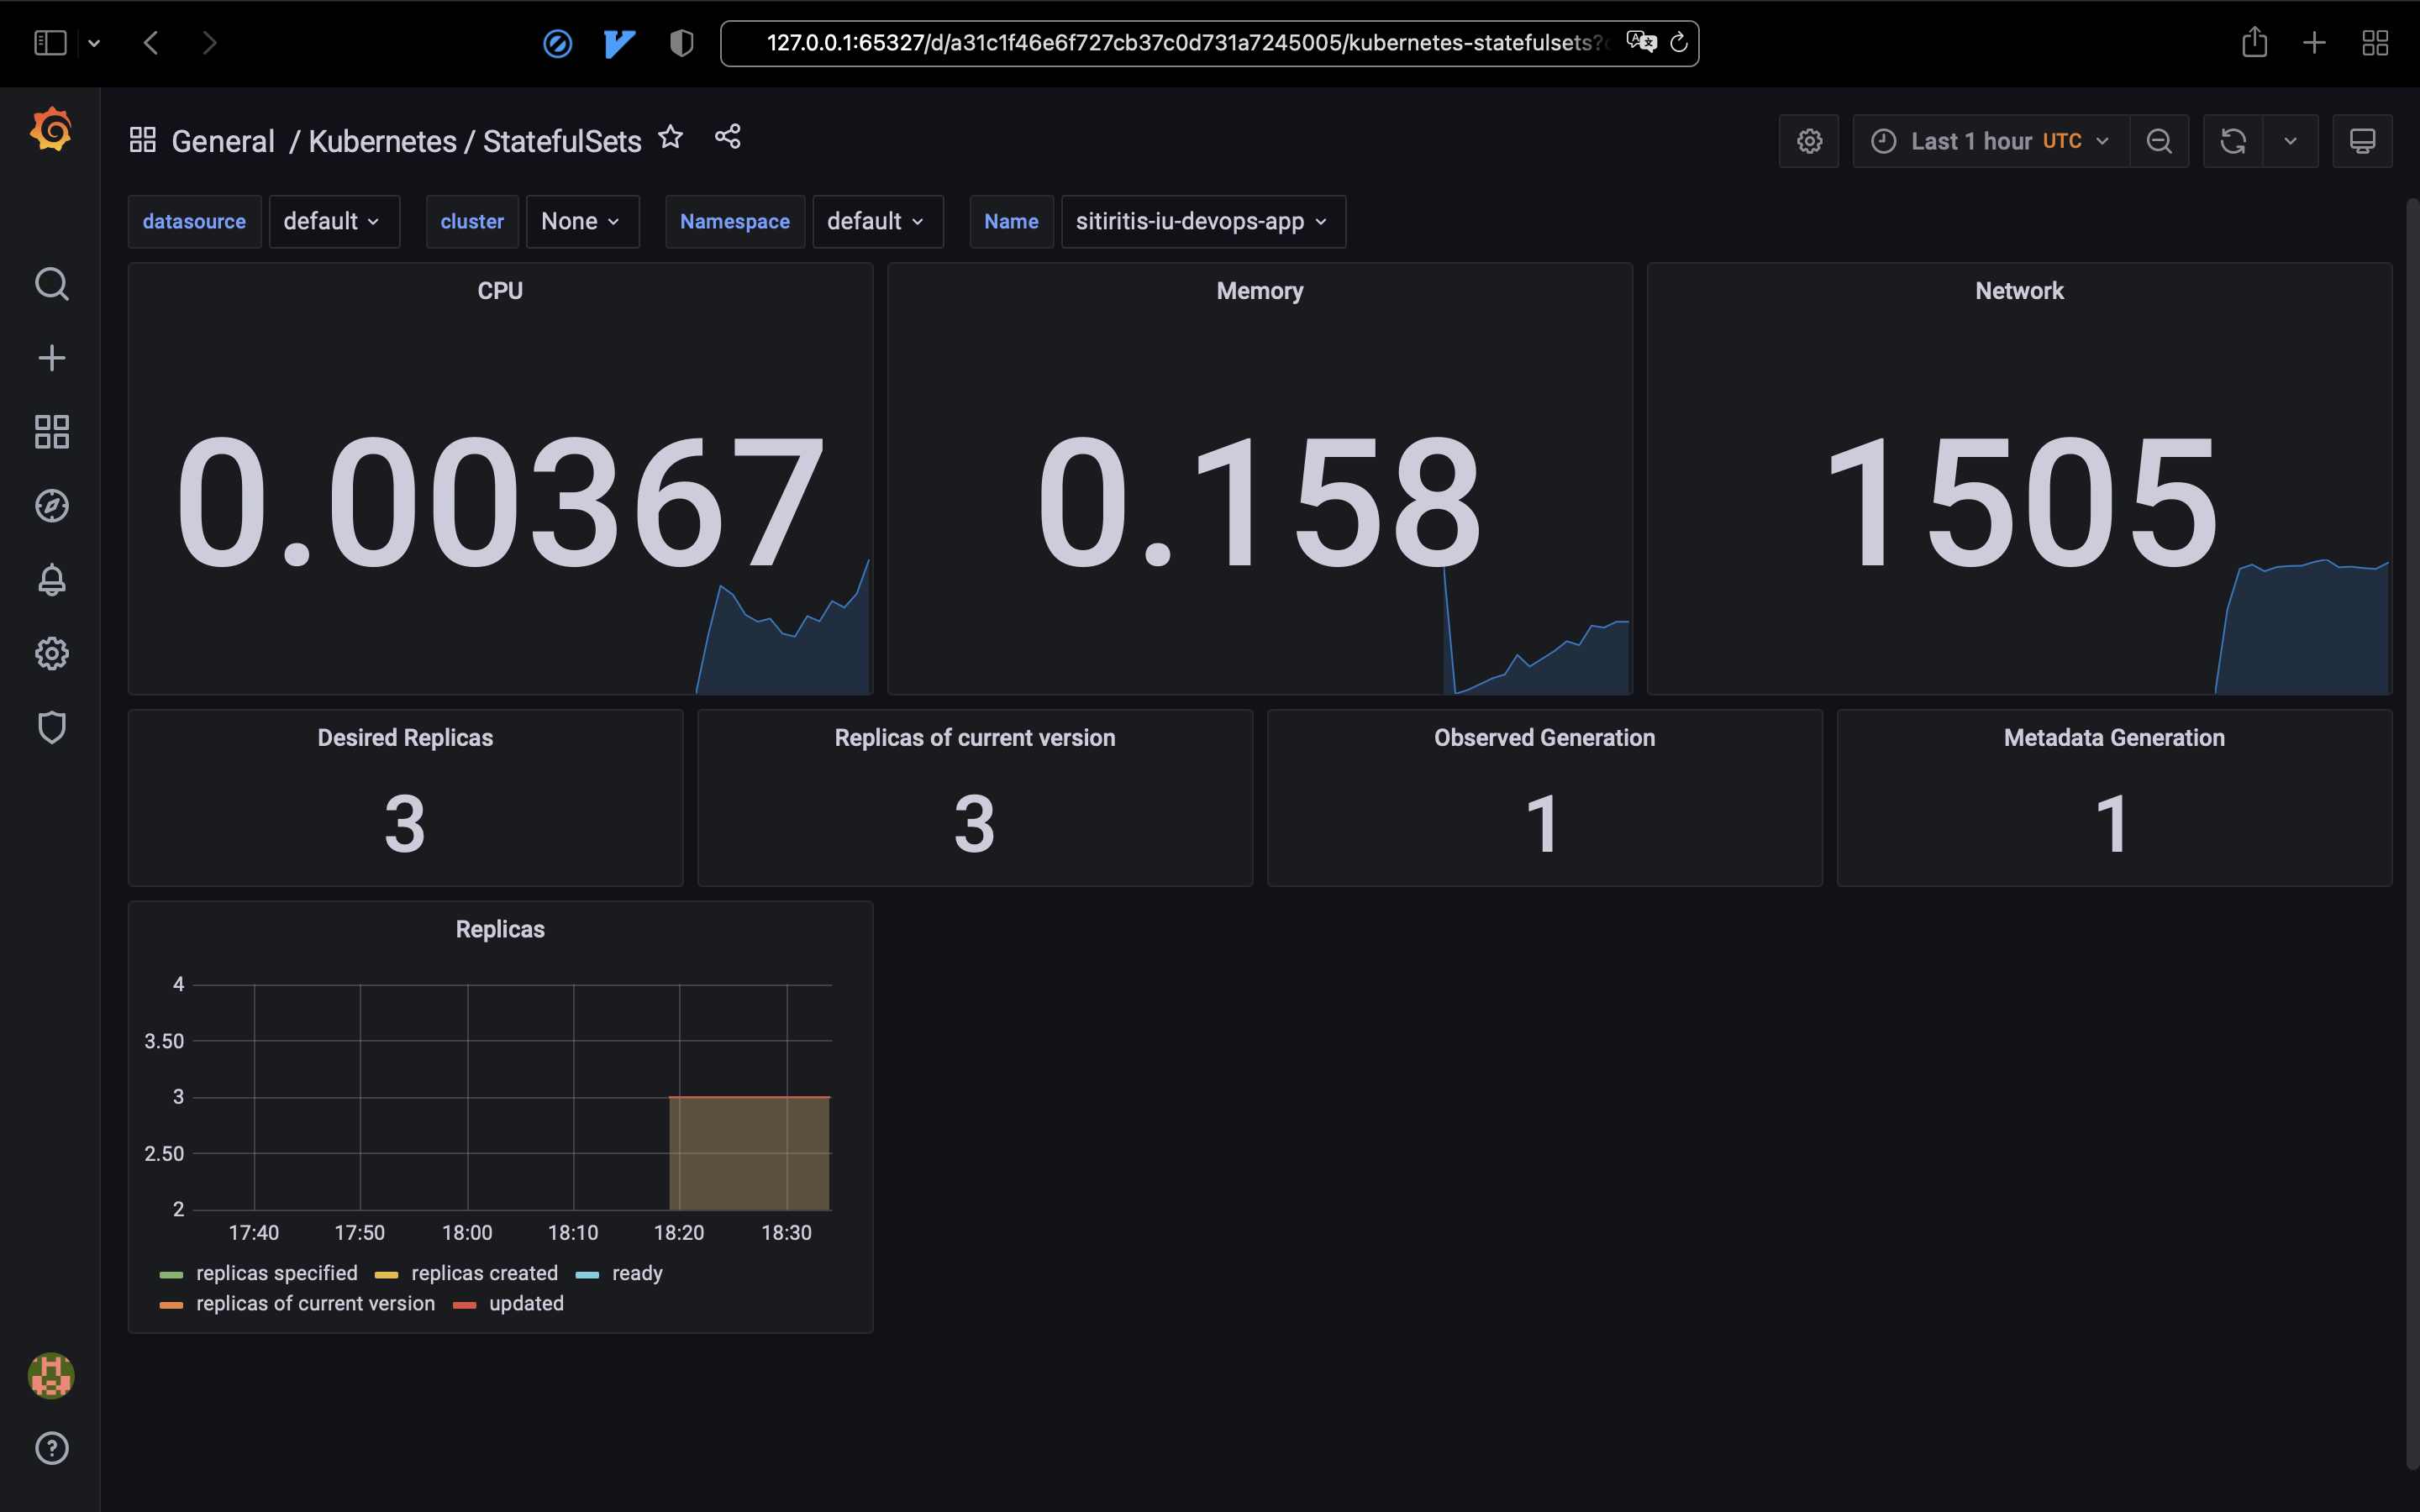 127.0.0.1:65327/d/a31c1f46e6f727cb37c0d731a7245005/kubernetes-statefulsets?
General / Kubernetes / StatefulSets
Last 1 hour UTC
datasource default cluster None Namespace default Name sitiritis-iu-devops-app
CPU
0.00367
Memory
0.158
Network
1505
Desired Replicas
3
Replicas of current version
3
Observed Generation
1
Metadata Generation
1
Replicas
4
3.50
3
2.50
2
17:40 17:50 18:00 18:10 18:20 18:30
replicas specified replicas created ready
replicas of current version updated